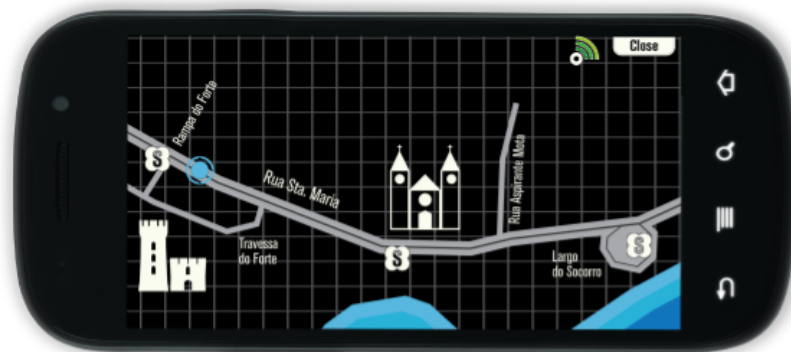 Close
Rampa do Forte
S
Rua Sta. Maria
Rua Aspirante Mota
Travessa
do Forte
S
Largo
do Socorro
S